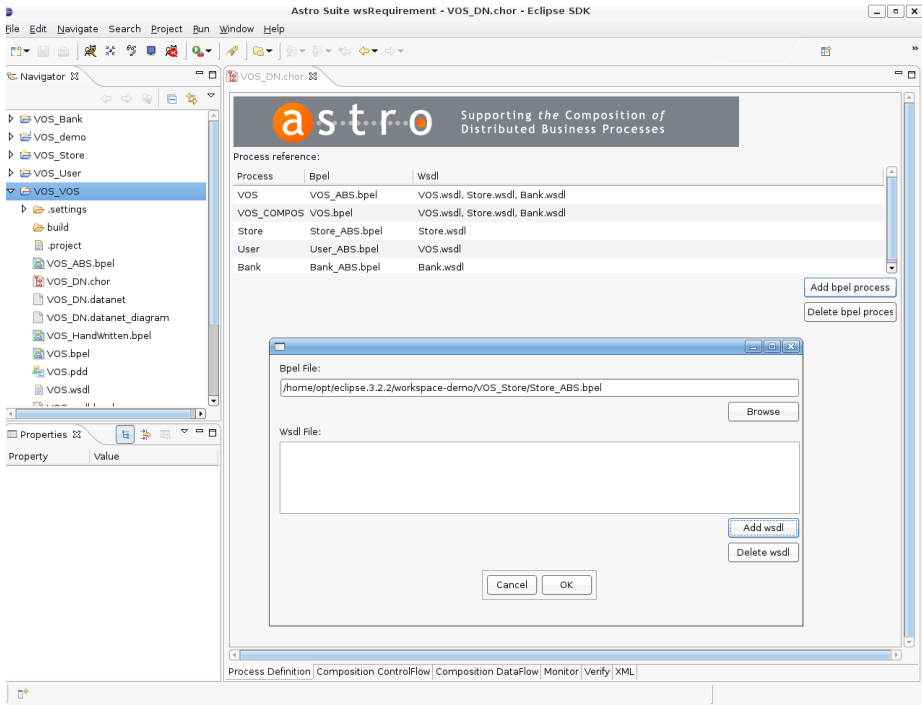 Astro Suite wsRequirement - VOS_DN.chor - Eclipse SDK
File Edit Navigate Search Project Run Window Help
Navigator
VOS_Bank
VOS_demo
VOS_Store
VOS_User
VOS_VOS
.settings
build
.project
VOS_ABS.bpel
VOS_DN.chor
VOS_DN.datanet
VOS_DN.datanet_diagram
VOS_HandWritten.bpel
VOS.bpel
VOS.pdd
VOS.wsdl
Properties
Property Value
VOS_DN.chor
astro
Supporting the Composition of
Distributed Business Processes
Process reference:
Process Bpel Wsdl
VOS VOS_ABS.bpel VOS.wsdl, Store.wsdl, Bank.wsdl
VOS_COMPOS VOS.bpel VOS.wsdl, Store.wsdl, Bank.wsdl
Store Store_ABS.bpel Store.wsdl
User User_ABS.bpel VOS.wsdl
Bank Bank_ABS.bpel Bank.wsdl
Add bpel process
Delete bpel proces
Bpel File:
/home/opt/eclipse.3.2.2/workspace-demo/VOS_Store/Store_ABS.bpel
Browse
Wsdl File:
Add wsdl
Delete wsdl
Cancel OK
Process Definition Composition ControlFlow Composition DataFlow Monitor Verify XML